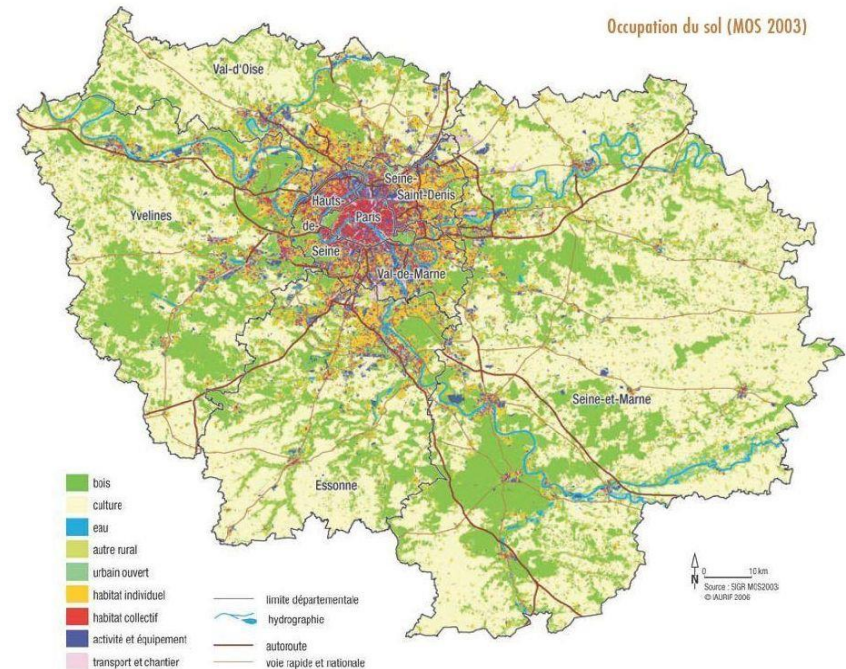 Occupation du sol (MOS 2003)
Val-d'Oise
Seine-
Saint-Denis
Hauts-
Paris
Yvelines
de-
Seine
Val-de-Marne
Seine-et-Marne
Essonne
bois
culture
eau
autre rural
urbain ouvert
habitat individuel
habitat collectif
activité et équipement
transport et chantier
limite départementale
hydrographie
autoroute
voie rapide et nationale
0 10 km
N
Source : SIGR MOS2003
© IAURIF 2006